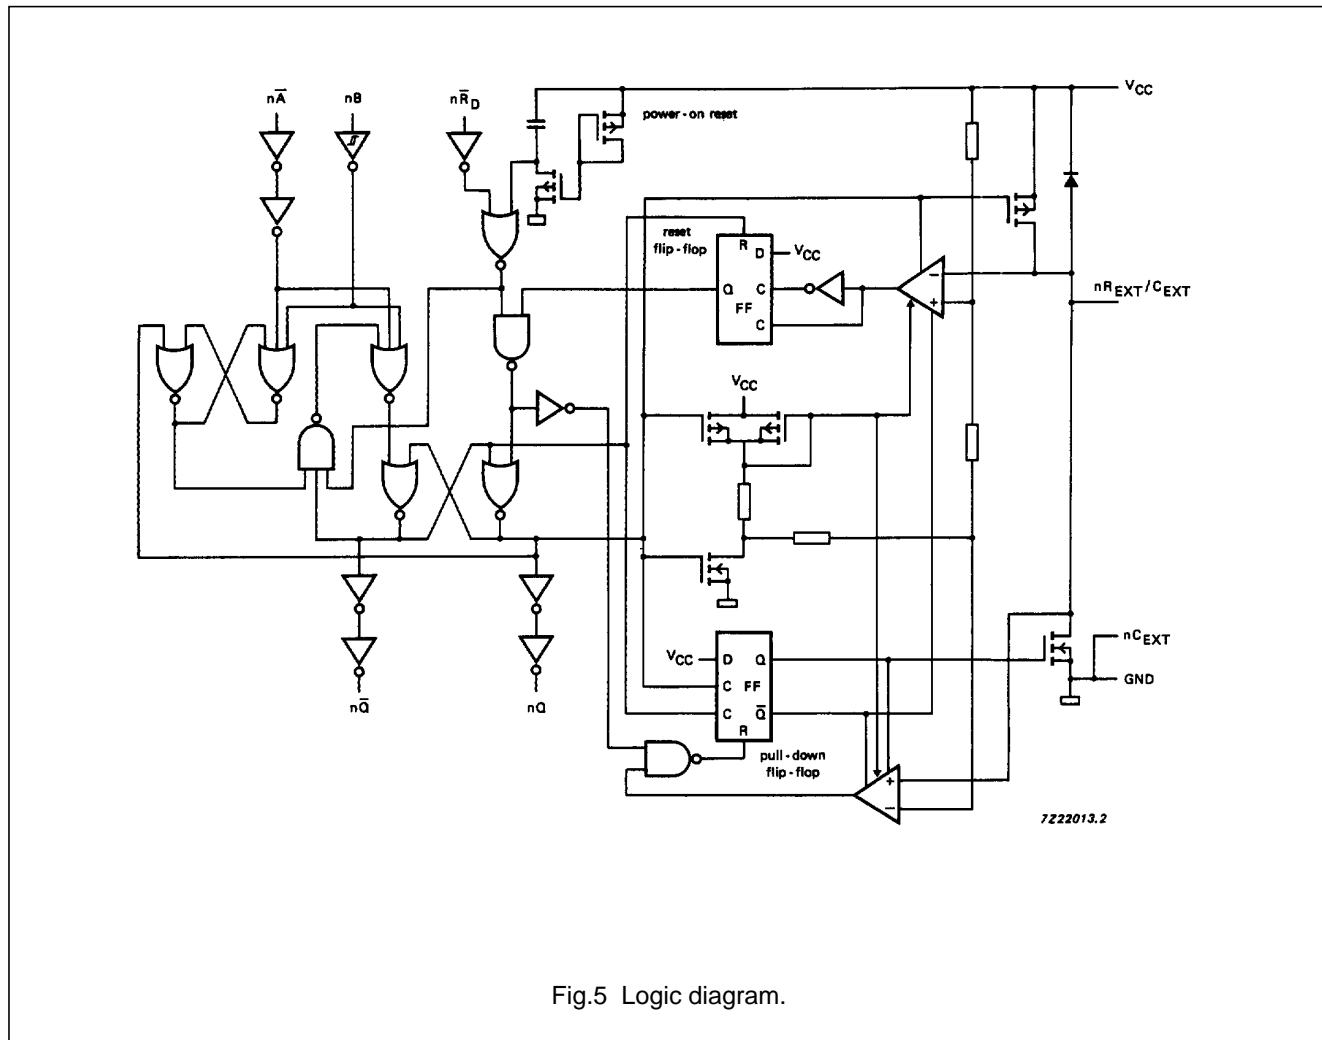 nA̅ nB nR̅D VCC
power-on reset
reset
flip-flop
R
D VCC
Q C
FF
C
−
+
nREXT/CEXT
VCC
VCC D Q
C FF
C Q̅
R
nCEXT
GND
nQ̅ nQ
pull-down
flip-flop
+
−
7Z22013.2
Fig.5 Logic diagram.